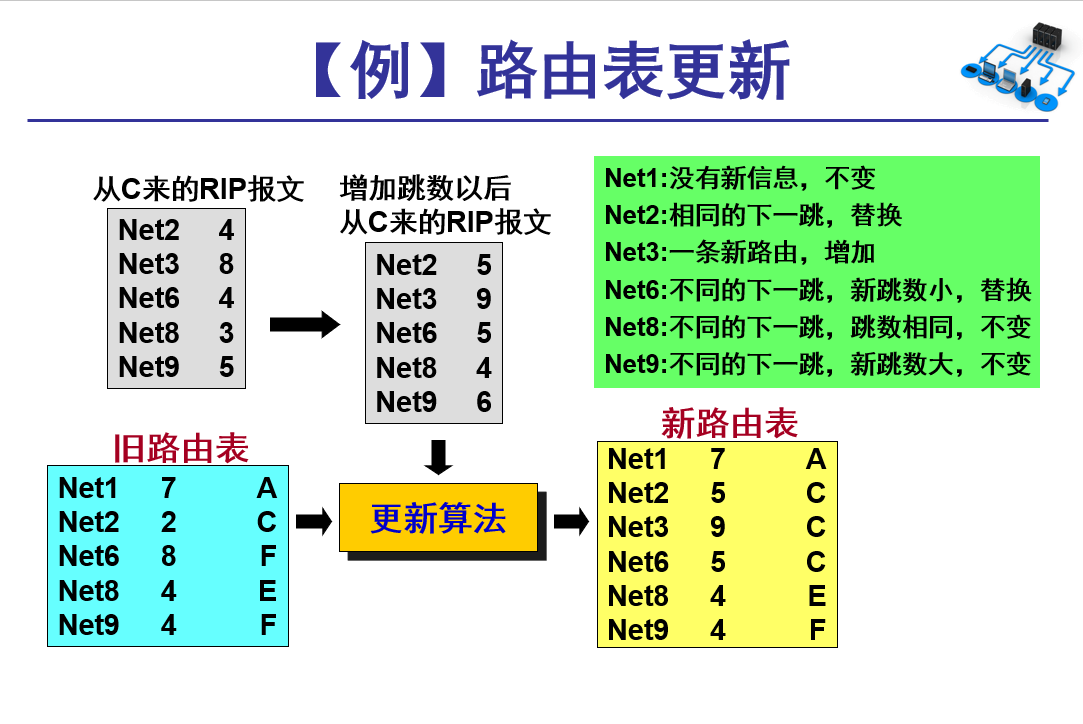 【例】路由表更新
从C来的RIP报文
Net2 4
Net3 8
Net6 4
Net8 3
Net9 5
增加跳数以后
从C来的RIP报文
Net2 5
Net3 9
Net6 5
Net8 4
Net9 6
Net1:没有新信息，不变
Net2:相同的下一跳，替换
Net3:一条新路由，增加
Net6:不同的下一跳，新跳数小，替换
Net8:不同的下一跳，跳数相同，不变
Net9:不同的下一跳，新跳数大，不变
旧路由表
Net1 7 A
Net2 2 C
Net6 8 F
Net8 4 E
Net9 4 F
更新算法
新路由表
Net1 7 A
Net2 5 C
Net3 9 C
Net6 5 C
Net8 4 E
Net9 4 F